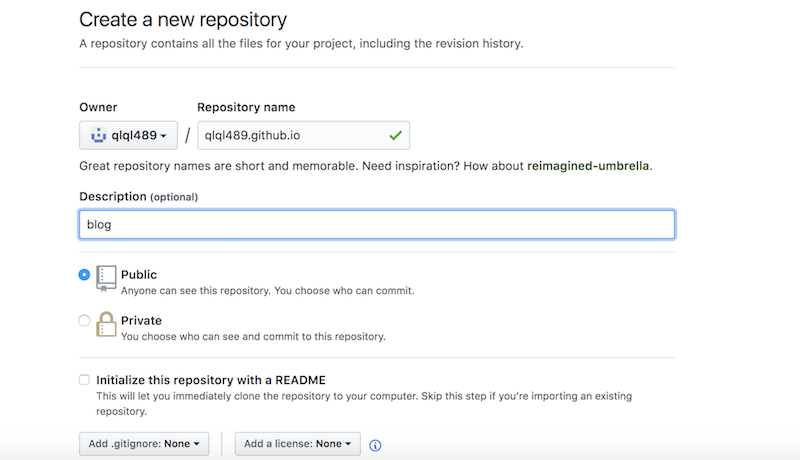 Create a new repository
A repository contains all the files for your project, including the revision history.
Owner
Repository name
qlql489 / qlql489.github.io
Great repository names are short and memorable. Need inspiration? How about reimagined-umbrella.
Description (optional)
blog
Public
Anyone can see this repository. You choose who can commit.
Private
You choose who can see and commit to this repository.
Initialize this repository with a README
This will let you immediately clone the repository to your computer. Skip this step if you’re importing an existing
repository.
Add .gitignore: None
Add a license: None